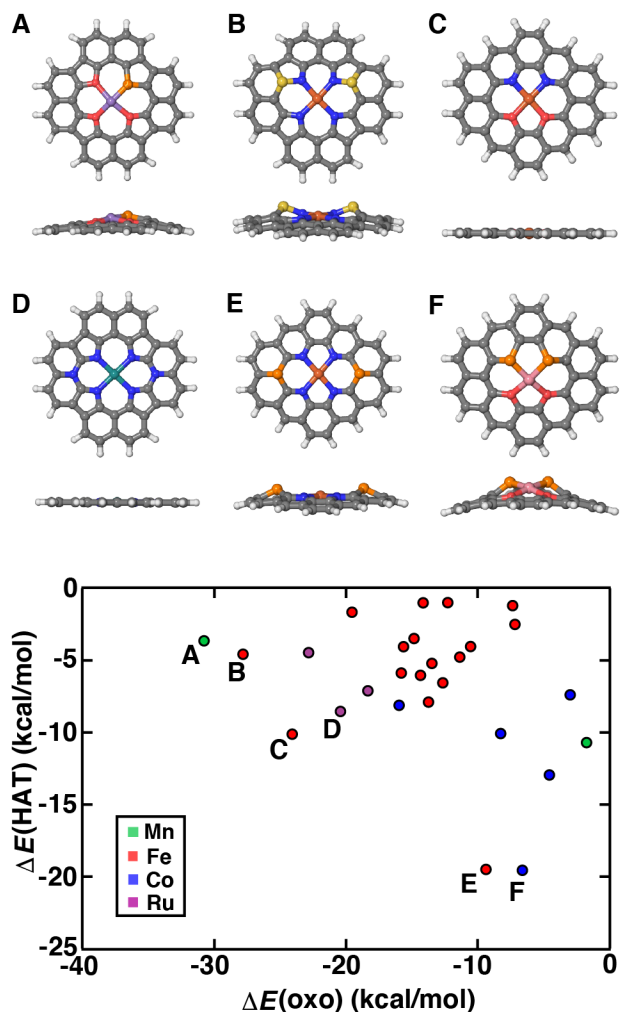 A B C
D E F
0
-5
-10
-15
-20
-25
ΔE(HAT) (kcal/mol)
A
B
C
D
E
F
Mn
Fe
Co
Ru
-40 -30 -20 -10 0
ΔE(oxo) (kcal/mol)